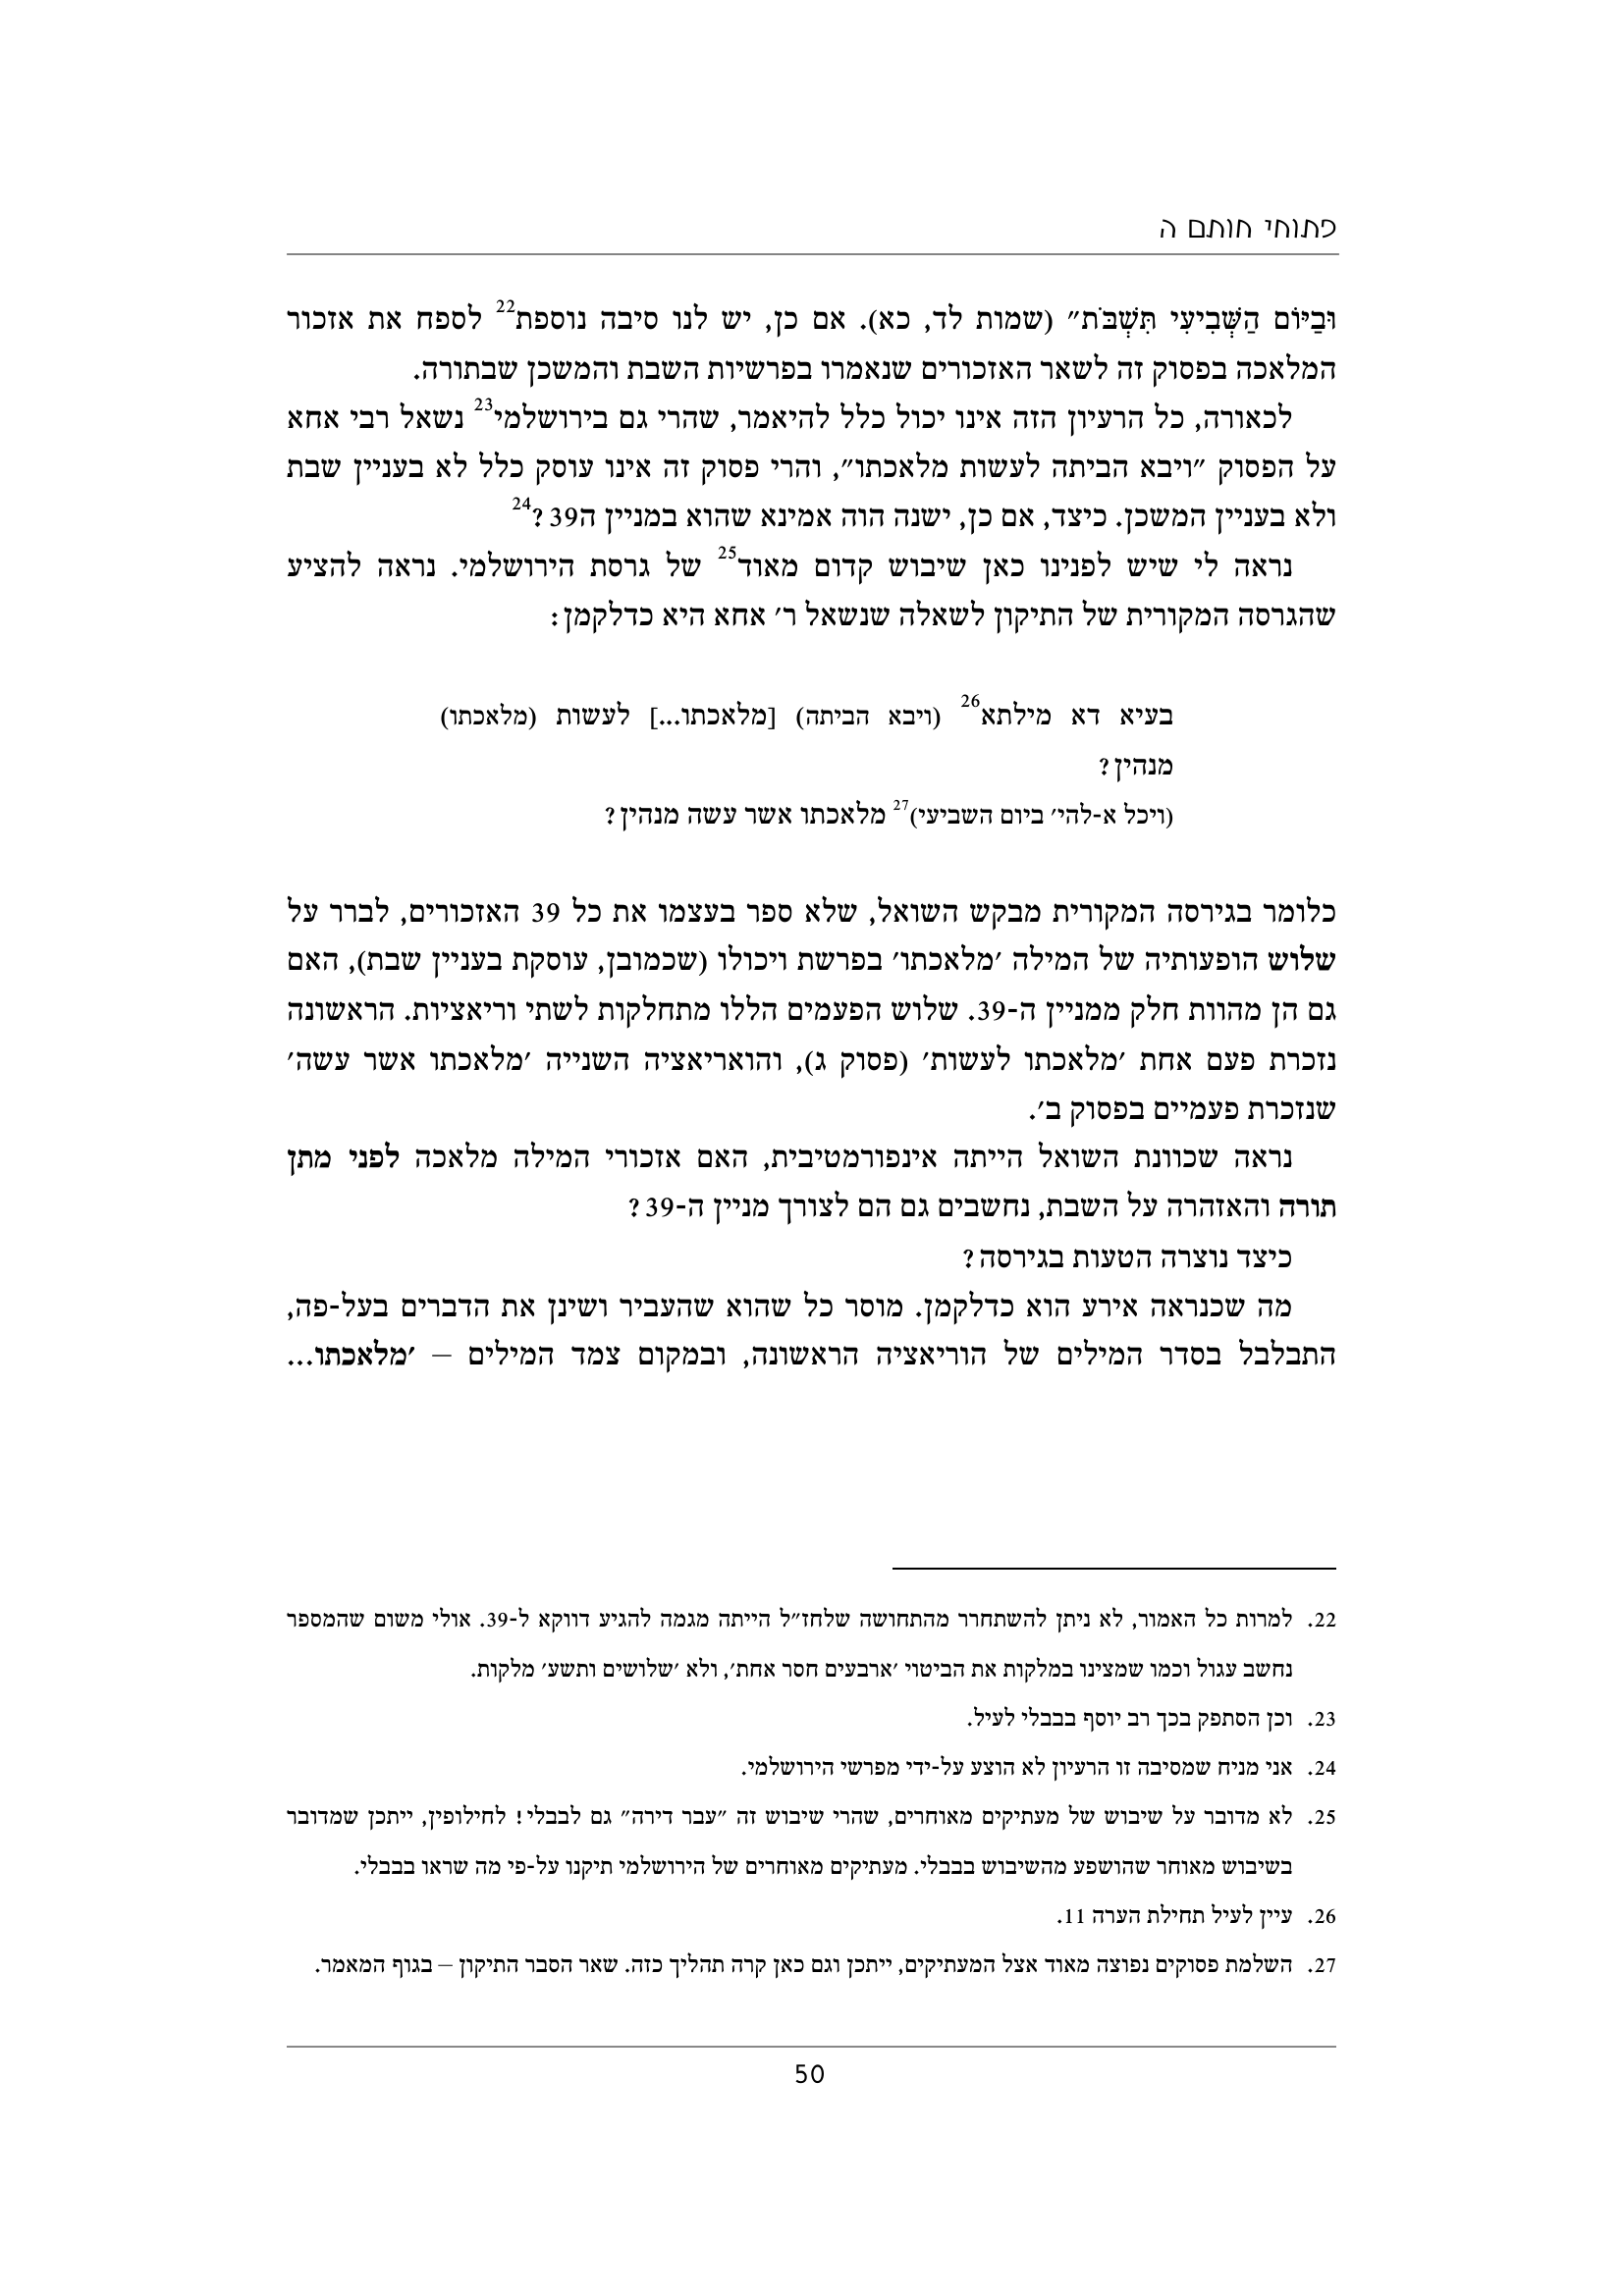 פתוחי חותם ה
וּבַיּוֹם הַשְּׁבִיעִי תִּשְׁבֹּת״ (שמות לד, כא). אם כן, יש לנו סיבה נוספת22 לספח את אזכור
המלאכה בפסוק זה לשאר האזכורים שנאמרו בפרשיות השבת והמשכן שבתורה.
לכאורה, כל הרעיון הזה אינו יכול כלל להיאמר, שהרי גם בירושלמי23 נשאל רבי אחא
על הפסוק ״ויבא הביתה לעשות מלאכתו״, והרי פסוק זה אינו עוסק כלל לא בעניין שבת
ולא בעניין המשכן. כיצד, אם כן, ישנה הוה אמינא שהוא במניין ה39?24
נראה לי שיש לפנינו כאן שיבוש קדום מאוד25 של גרסת הירושלמי. נראה להציע
שהגרסה המקורית של התיקון לשאלה שנשאל ר׳ אחא היא כדלקמן:
בעיא דא מילתא26 (ויבא הביתה) [מלאכתו...] לעשות (מלאכתו)
מנהין?
(ויכל א-להי׳ ביום השביעי)27 מלאכתו אשר עשה מנהין?
כלומר בגירסה המקורית מבקש השואל, שלא ספר בעצמו את כל 39 האזכורים, לברר על
שלוש הופעותיה של המילה ׳מלאכתו׳ בפרשת ויכולו (שכמובן, עוסקת בעניין שבת), האם
גם הן מהוות חלק ממניין ה-39. שלוש הפעמים הללו מתחלקות לשתי וריאציות. הראשונה
נזכרת פעם אחת ׳מלאכתו לעשות׳ (פסוק ג), והואריאציה השנייה ׳מלאכתו אשר עשה׳
שנזכרת פעמיים בפסוק ב׳.
נראה שכוונת השואל הייתה אינפורמטיבית, האם אזכורי המילה מלאכה לפני מתן
תורה והאזהרה על השבת, נחשבים גם הם לצורך מניין ה-39?
כיצד נוצרה הטעות בגירסה?
מה שכנראה אירע הוא כדלקמן. מוסר כל שהוא שהעביר ושינן את הדברים בעל-פה,
התבלבל בסדר המילים של הוריאציה הראשונה, ובמקום צמד המילים – ׳מלאכתו...
22. למרות כל האמור, לא ניתן להשתחרר מהתחושה שלחז״ל הייתה מגמה להגיע דווקא ל-39. אולי משום שהמספר
נחשב עגול וכמו שמצינו במלקות את הביטוי ׳ארבעים חסר אחת׳, ולא ׳שלושים ותשע׳ מלקות.
23. וכן הסתפק בכך רב יוסף בבבלי לעיל.
24. אני מניח שמסיבה זו הרעיון לא הוצע על-ידי מפרשי הירושלמי.
25. לא מדובר על שיבוש של מעתיקים מאוחרים, שהרי שיבוש זה ״עבר דירה״ גם לבבלי! לחילופין, ייתכן שמדובר
בשיבוש מאוחר שהושפע מהשיבוש בבבלי. מעתיקים מאוחרים של הירושלמי תיקנו על-פי מה שראו בבבלי.
26. עיין לעיל תחילת הערה 11.
27. השלמת פסוקים נפוצה מאוד אצל המעתיקים, ייתכן וגם כאן קרה תהליך כזה. שאר הסבר התיקון – בגוף המאמר.
50